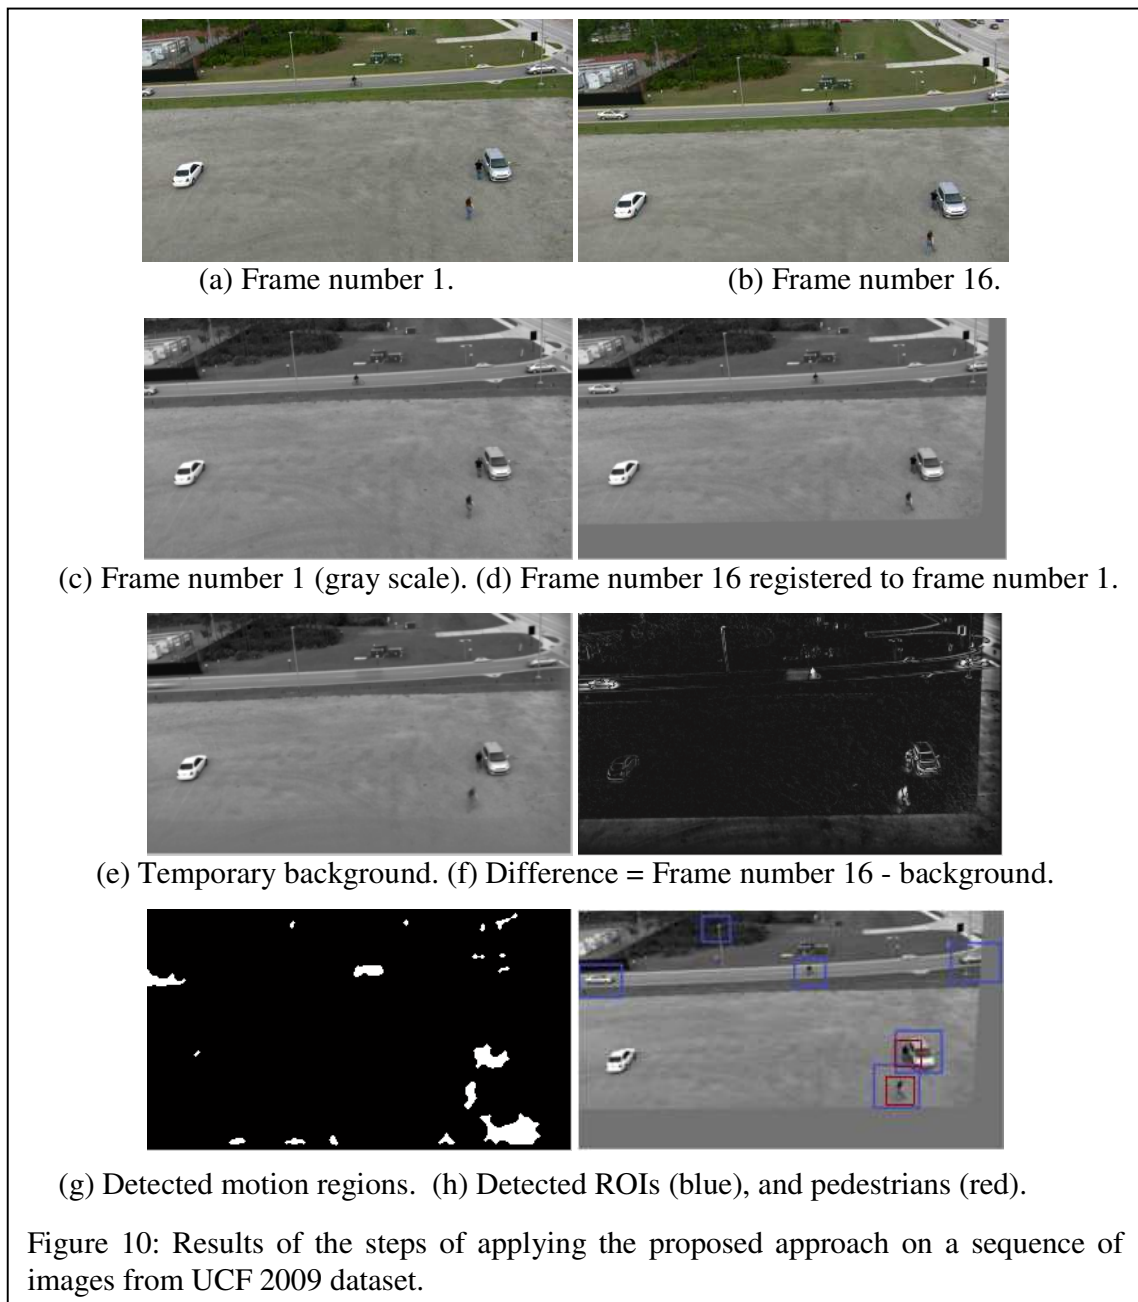 (a) Frame number 1.
(b) Frame number 16.
(c) Frame number 1 (gray scale). (d) Frame number 16 registered to frame number 1.
(e) Temporary background. (f) Difference = Frame number 16 - background.
(g) Detected motion regions. (h) Detected ROIs (blue), and pedestrians (red).
Figure 10: Results of the steps of applying the proposed approach on a sequence of
images from UCF 2009 dataset.